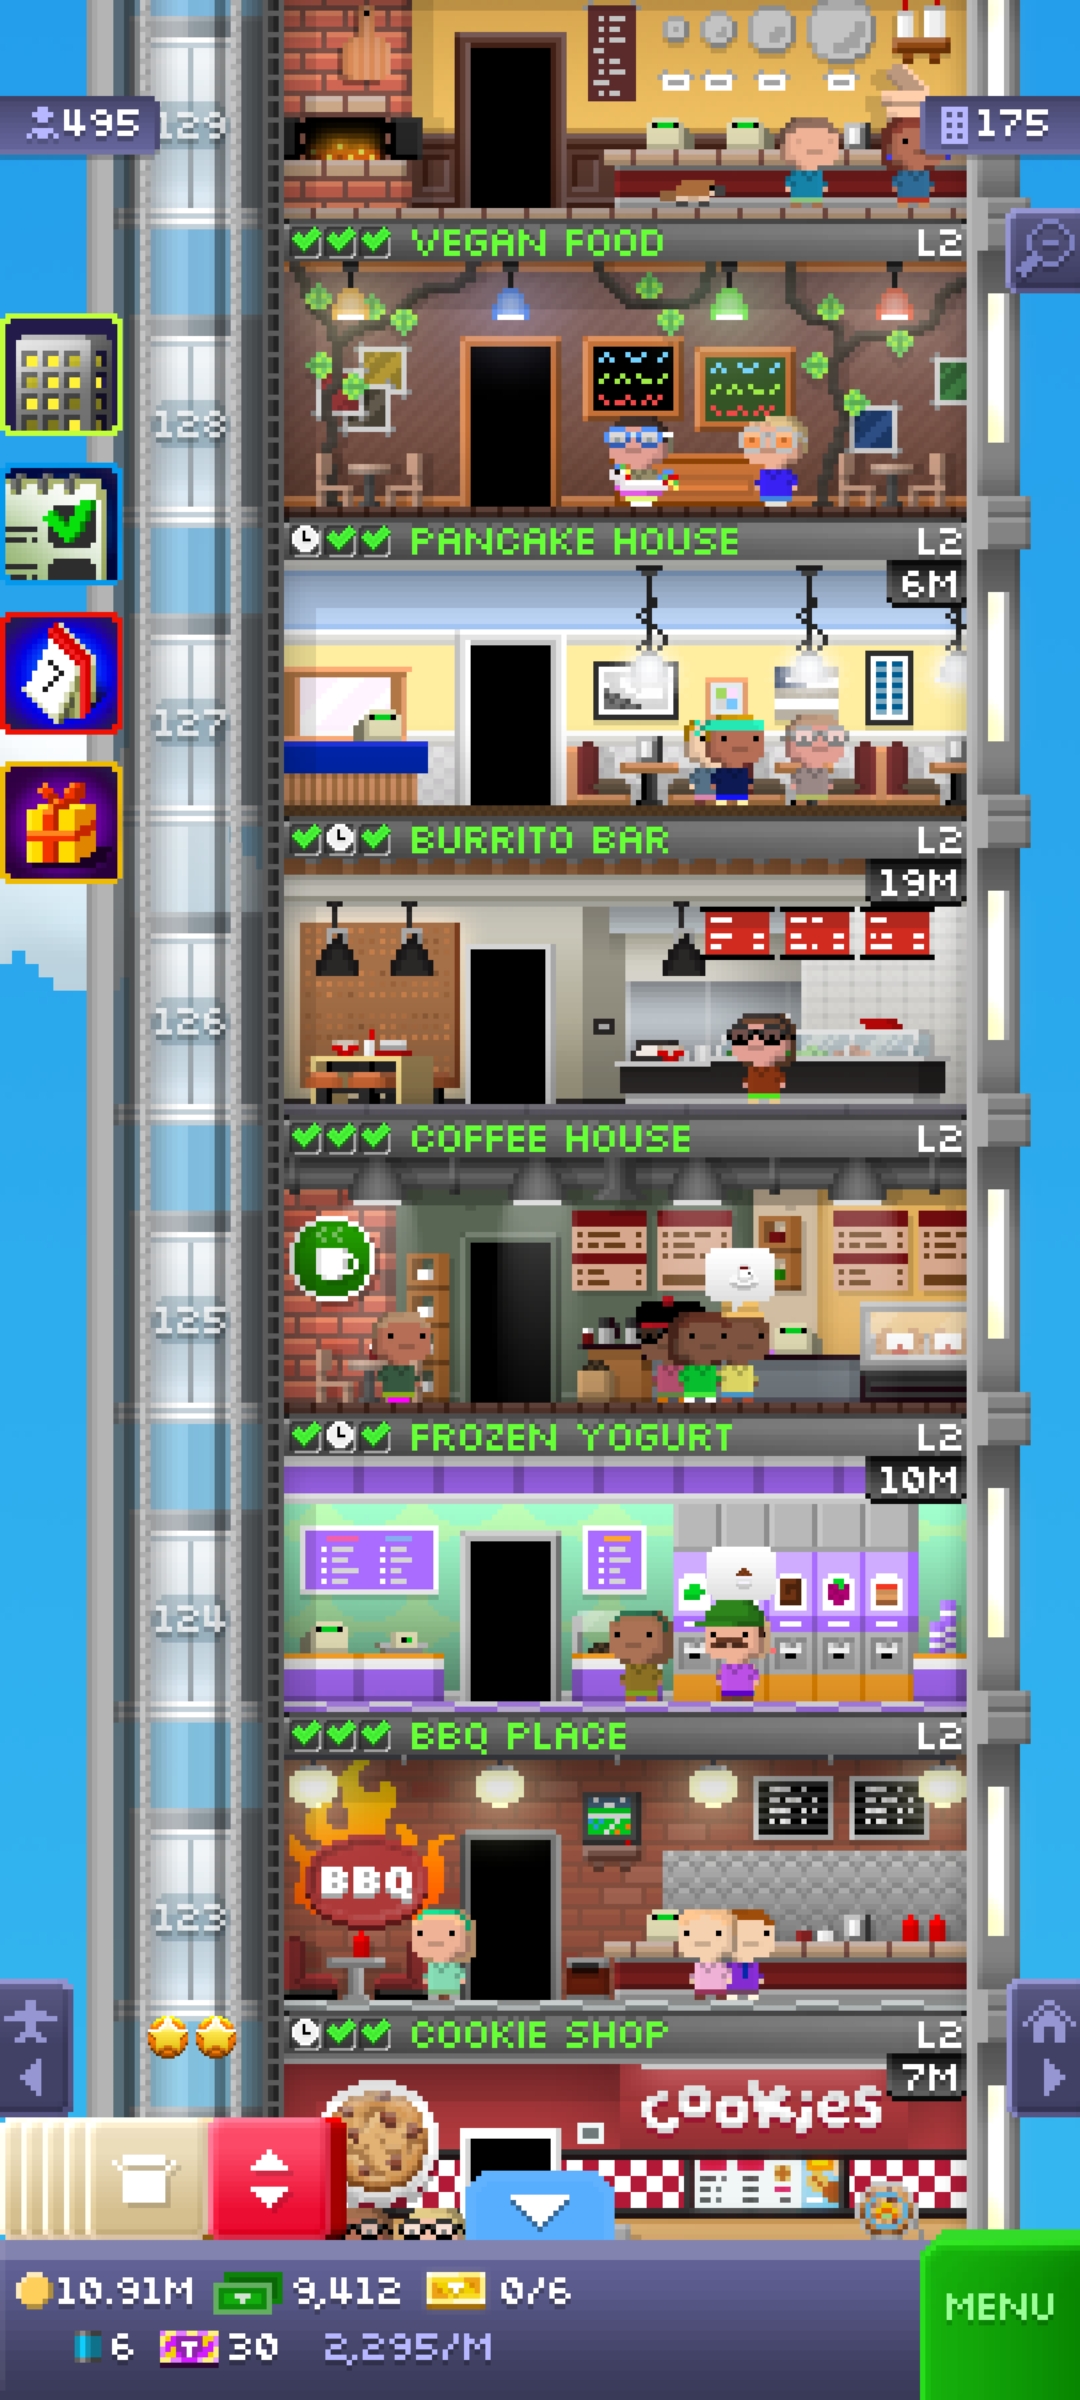 495
129
175
VEGAN FOOD L2
128
PANCAKE HOUSE L2
6M
127
BURRITO BAR L2
19M
126
COFFEE HOUSE L2
125
FROZEN YOGURT L2
10M
124
BBQ PLACE L2
BBQ
123
COOKIE SHOP L2
7M
cookies
10.91M 9,412 0/6
MENU
6 T 30 2,295/M